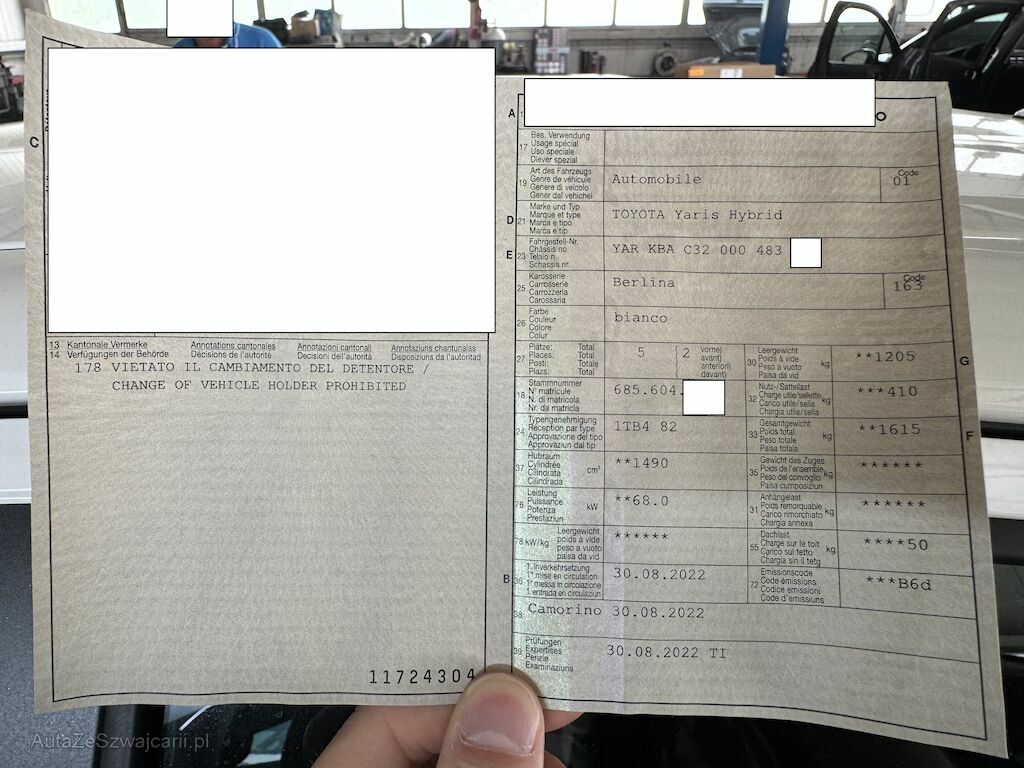 C
13 Kantonale Vermerke Annotations cantonales Annotazioni cantonali Annotaziuns chantunalas
14 Verfügungen der Behörde Décisions de l'autorité Decisioni dell'autorità Disposiziuns da l'autoritad
178 VIETATO IL CAMBIAMENTO DEL DETENTORE /
CHANGE OF VEHICLE HOLDER PROHIBITED
11724304
A
17 Bes. Verwendung
Usage spécial
Uso speciale
Diever spezial
19 Art des Fahrzeugs
Genre de véhicule
Genere di veicolo
Gener dal vehichel
Automobile
Code
01
D 21 Marke und Typ
Marque et type
Marca e tipo
Marca e tip
TOYOTA Yaris Hybrid
E 23 Fahrgestell-Nr.
Châssis no
Telaio n.
Schassis nr.
YAR KBA C32 000 483
25 Karosserie
Carrosserie
Carrozzeria
Carossaria
Berlina
Code
163
26 Farbe
Couleur
Colore
Colur
bianco
27 Plätze: Total
Places: Total
Posti: Totale
Plazs: Total
5
2 vorne)
avant)
anteriori)
davant)
30 Leergewicht
Poids à vide
Peso a vuoto
Paisa da vid
kg
**1205
G
18 Stammnummer
N° matricule
N. di matricola
Nr. da matricla
685.604.
32 Nutz-/Sattellast
Charge utile/sellette
Carico utile/sella
Chargia utila/sella
kg
***410
24 Typengenehmigung
Réception par type
Approvazione del tipo
Approvaziun dal tip
1TB4 82
33 Gesamtgewicht
Poids total
Peso totale
Paisa totala
kg
**1615
F
37 Hubraum
Cylindrée
Cilindrata
Cilindrada
cm³
**1490
35 Gewicht des Zuges
Poids de l'ensemble
Peso del convoglio
Paisa cumposiziun
kg
******
76 Leistung
Puissance
Potenza
Prestaziun
kW
**68.0
31 Anhängelast
Poids remorquable
Carico rimorchiato
Chargia annexa
kg
******
78 kW/kg Leergewicht
poids à vide
peso a vuoto
paisa da vid
******
55 Dachlast
Charge sur le toit
Carico sul tetto
Chargia sin il tetg
kg
****50
B 36 1. Inverkehrsetzung
1re mise en circulation
1a messa in circolazione
1. entrada en circulaziun
30.08.2022
72 Emissionscode
Code émissions
Codice emissioni
Code d'emissiuns
***B6d
38 Camorino 30.08.2022
39 Prüfungen
Expertises
Perizie
Examinaziuns
30.08.2022 TI
AutaZeSzwajcarii.pl